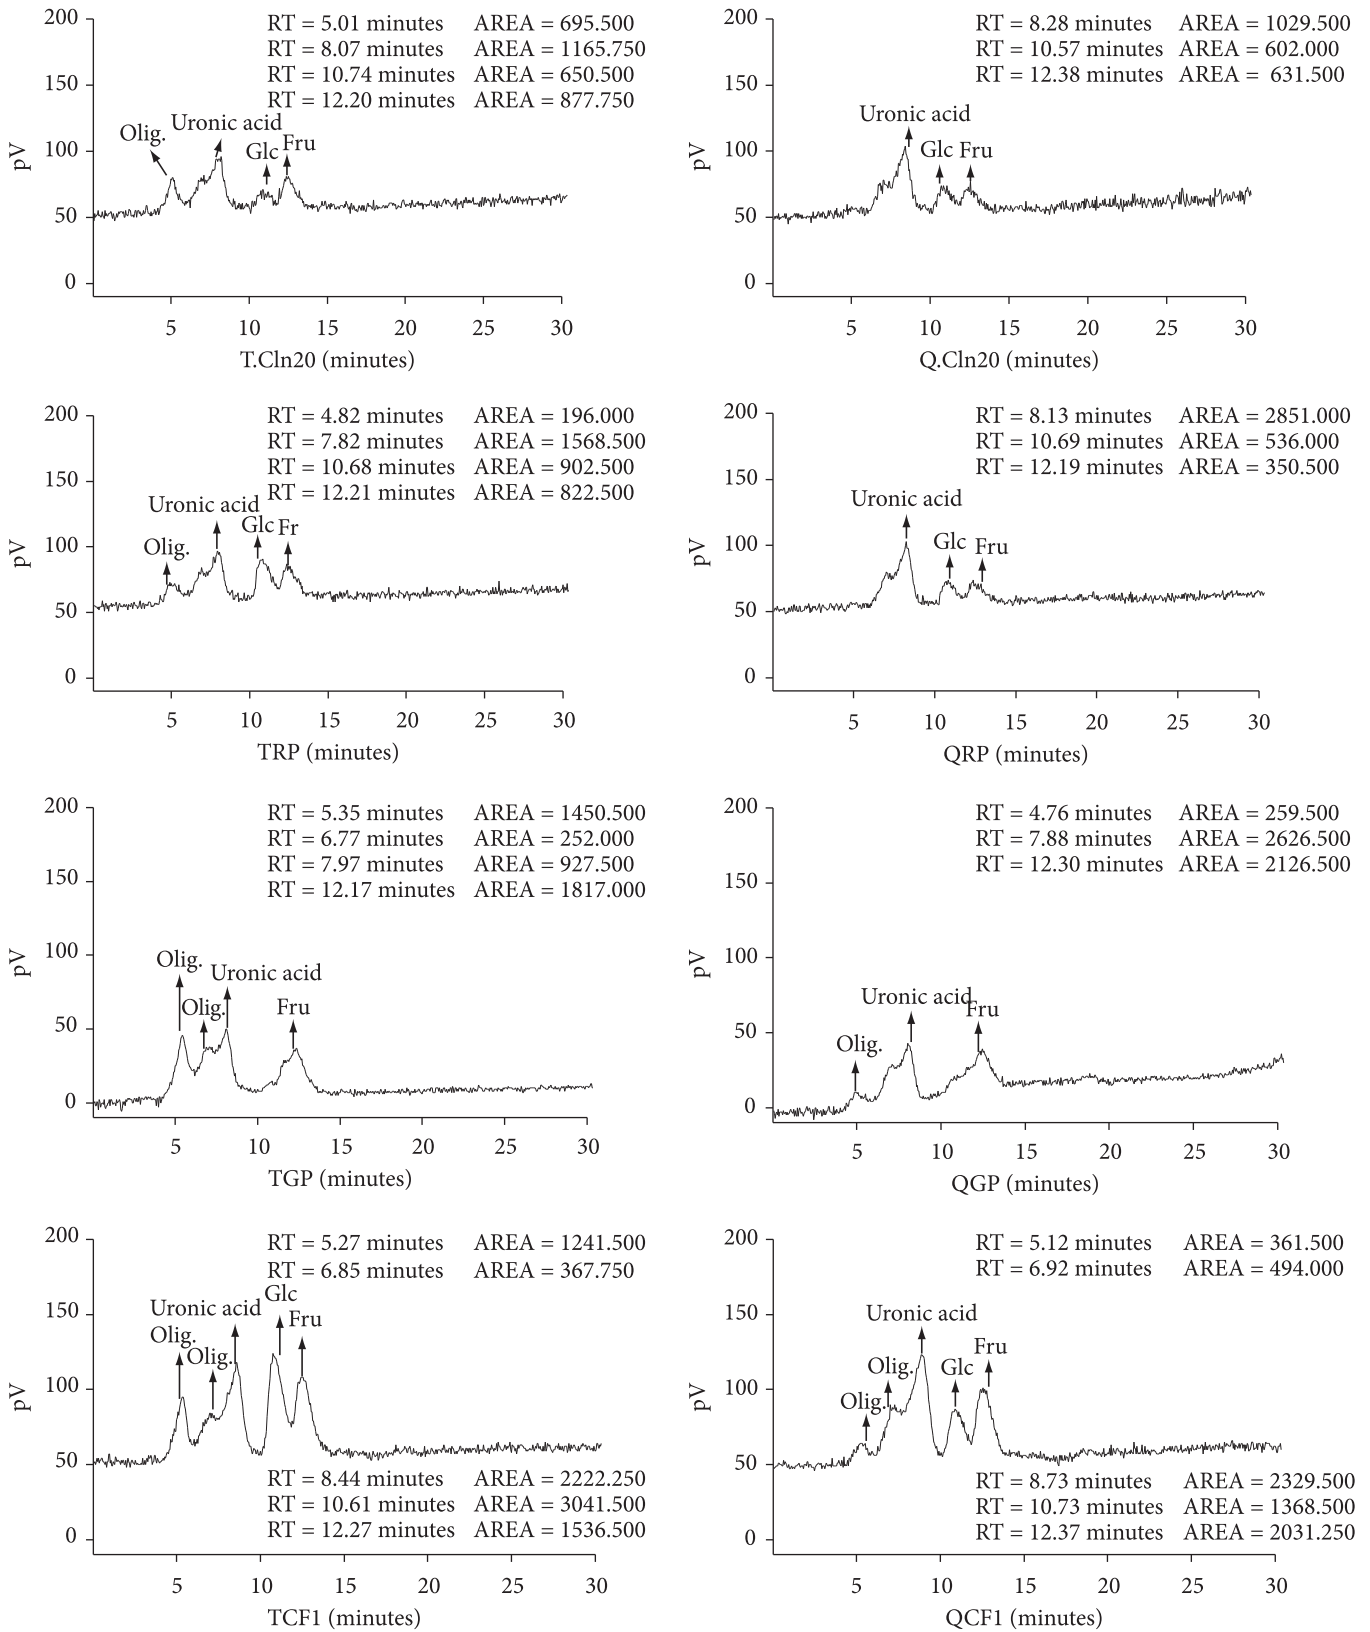 200
150
100
50
0
pV
RT = 5.01 minutes AREA = 695.500
RT = 8.07 minutes AREA = 1165.750
RT = 10.74 minutes AREA = 650.500
RT = 12.20 minutes AREA = 877.750
Olig.
Uronic acid
Glc
Fru
5 10 15 20 25 30
T.Cln20 (minutes)
200
150
100
50
0
pV
RT = 8.28 minutes AREA = 1029.500
RT = 10.57 minutes AREA = 602.000
RT = 12.38 minutes AREA = 631.500
Uronic acid
Glc
Fru
5 10 15 20 25 30
Q.Cln20 (minutes)
200
150
100
50
0
pV
RT = 4.82 minutes AREA = 196.000
RT = 7.82 minutes AREA = 1568.500
RT = 10.68 minutes AREA = 902.500
RT = 12.21 minutes AREA = 822.500
Uronic acid
Olig.
Glc
Fr
5 10 15 20 25 30
TRP (minutes)
200
150
100
50
0
pV
RT = 8.13 minutes AREA = 2851.000
RT = 10.69 minutes AREA = 536.000
RT = 12.19 minutes AREA = 350.500
Uronic acid
Glc
Fru
5 10 15 20 25 30
QRP (minutes)
200
150
100
50
0
pV
RT = 5.35 minutes AREA = 1450.500
RT = 6.77 minutes AREA = 252.000
RT = 7.97 minutes AREA = 927.500
RT = 12.17 minutes AREA = 1817.000
Olig.
Uronic acid
Olig.
Fru
5 10 15 20 25 30
TGP (minutes)
200
150
100
50
0
pV
RT = 4.76 minutes AREA = 259.500
RT = 7.88 minutes AREA = 2626.500
RT = 12.30 minutes AREA = 2126.500
Uronic acid
Fru
Olig.
5 10 15 20 25 30
QGP (minutes)
200
150
100
50
0
pV
RT = 5.27 minutes AREA = 1241.500
RT = 6.85 minutes AREA = 367.750
Glc
Uronic acid
Fru
Olig.
Olig.
RT = 8.44 minutes AREA = 2222.250
RT = 10.61 minutes AREA = 3041.500
RT = 12.27 minutes AREA = 1536.500
5 10 15 20 25 30
TCF1 (minutes)
200
150
100
50
0
pV
RT = 5.12 minutes AREA = 361.500
RT = 6.92 minutes AREA = 494.000
Uronic acid
Fru
Olig.
Glc
Olig.
RT = 8.73 minutes AREA = 2329.500
RT = 10.73 minutes AREA = 1368.500
RT = 12.37 minutes AREA = 2031.250
5 10 15 20 25 30
QCF1 (minutes)